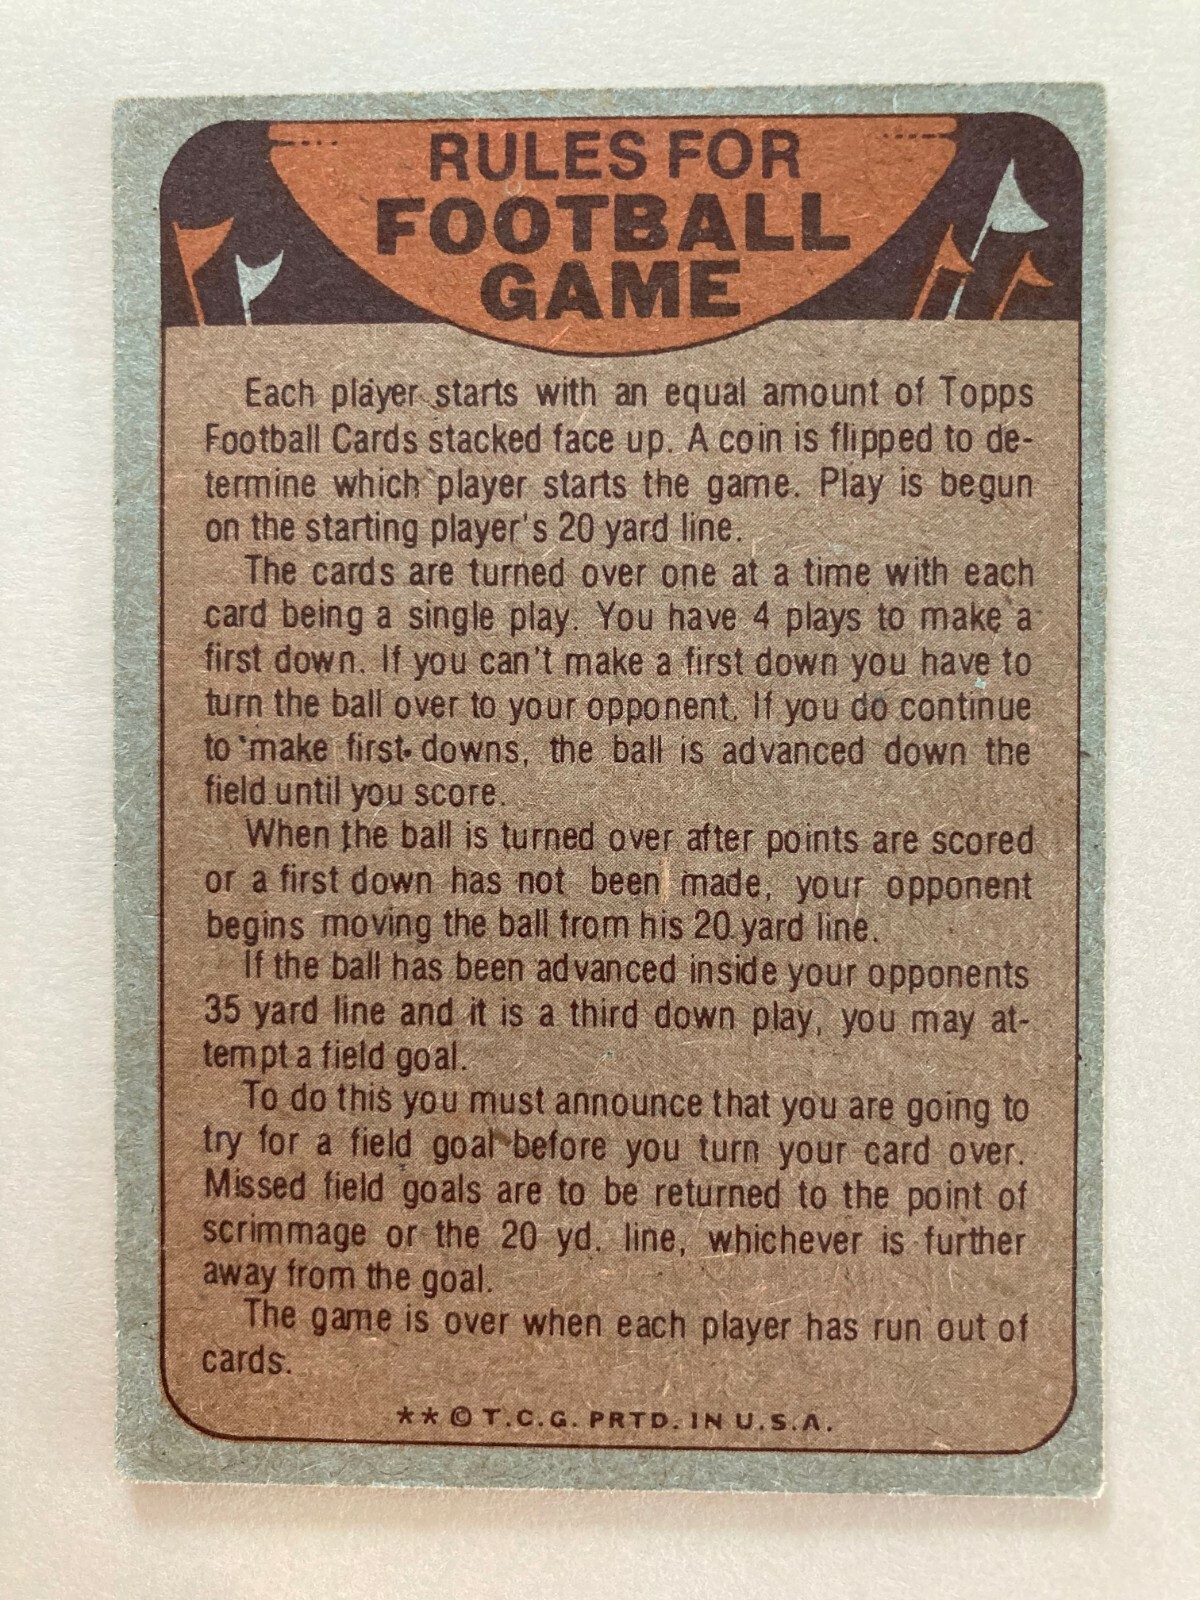 RULES FOR
FOOTBALL
GAME
Each player starts with an equal amount of Topps
Football Cards stacked face up. A coin is flipped to de-
termine which player starts the game. Play is begun
on the starting player's 20 yard line.
The cards are turned over one at a time with each
card being a single play. You have 4 plays to make a
first down. If you can't make a first down you have to
turn the ball over to your opponent. If you do continue
to make first downs, the ball is advanced down the
field until you score.
When the ball is turned over after points are scored
or a first down has not been made, your opponent
begins moving the ball from his 20 yard line.
If the ball has been advanced inside your opponents
35 yard line and it is a third down play, you may at-
tempt a field goal.
To do this you must announce that you are going to
try for a field goal before you turn your card over.
Missed field goals are to be returned to the point of
scrimmage or the 20 yd. line, whichever is further
away from the goal.
The game is over when each player has run out of
cards.
**© T.C.G. PRTD. IN U.S.A.